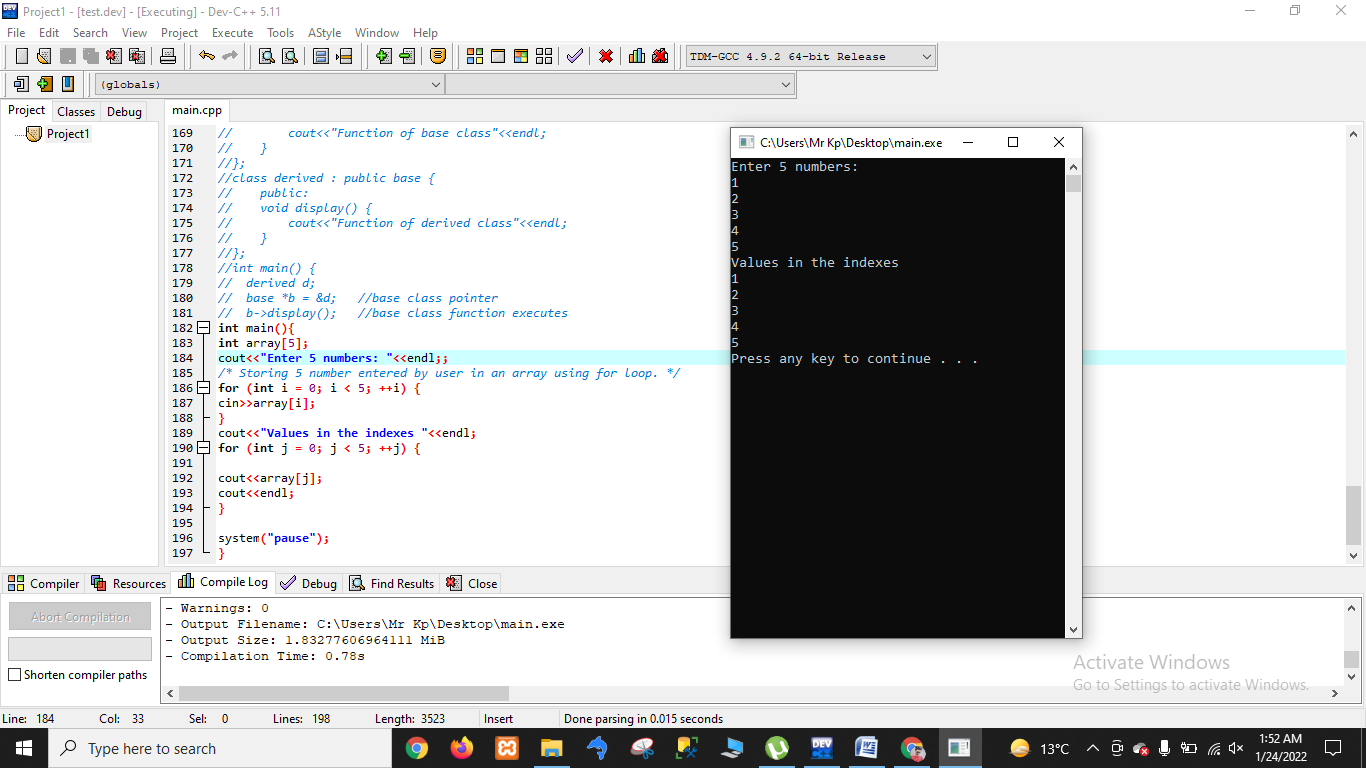 Project1 - [test.dev] - [Executing] - Dev-C++ 5.11
File Edit Search View Project Execute Tools AStyle Window Help
TDM-GCC 4.9.2 64-bit Release
(globals)
Project Classes Debug
Project1
main.cpp
169 // cout<<"Function of base class"<<endl;
170 // }
171 //};
172 //class derived : public base {
173 // public:
174 // void display() {
175 // cout<<"Function of derived class"<<endl;
176 // }
177 //};
178 //int main() {
179 // derived d;
180 // base *b = &d; //base class pointer
181 // b->display(); //base class function executes
182 int main(){
183 int array[5];
184 cout<<"Enter 5 numbers: "<<endl;;
185 /* Storing 5 number entered by user in an array using for loop. */
186 for (int i = 0; i < 5; ++i) {
187 cin>>array[i];
188 }
189 cout<<"Values in the indexes "<<endl;
190 for (int j = 0; j < 5; ++j) {
191
192 cout<<array[j];
193 cout<<endl;
194 }
195
196 system("pause");
197 }
C:\Users\Mr Kp\Desktop\main.exe
Enter 5 numbers:
1
2
3
4
5
Values in the indexes
1
2
3
4
5
Press any key to continue . . .
Compiler Resources Compile Log Debug Find Results Close
Abort Compilation
Shorten compiler paths
- Warnings: 0
- Output Filename: C:\Users\Mr Kp\Desktop\main.exe
- Output Size: 1.83277606964111 MiB
- Compilation Time: 0.78s
Activate Windows
Go to Settings to activate Windows.
Line: 184 Col: 33 Sel: 0 Lines: 198 Length: 3523 Insert Done parsing in 0.015 seconds
Type here to search
DEV
13°C
1:52 AM
1/24/2022